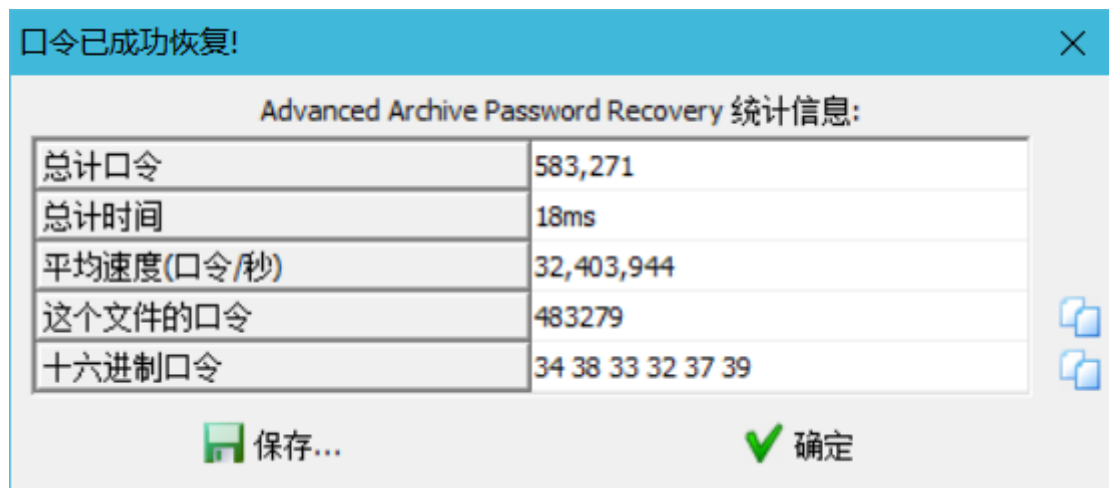 口令已成功恢复!
Advanced Archive Password Recovery 统计信息:
总计口令 583,271
总计时间 18ms
平均速度(口令/秒) 32,403,944
这个文件的口令 483279
十六进制口令 34 38 33 32 37 39
保存... 确定